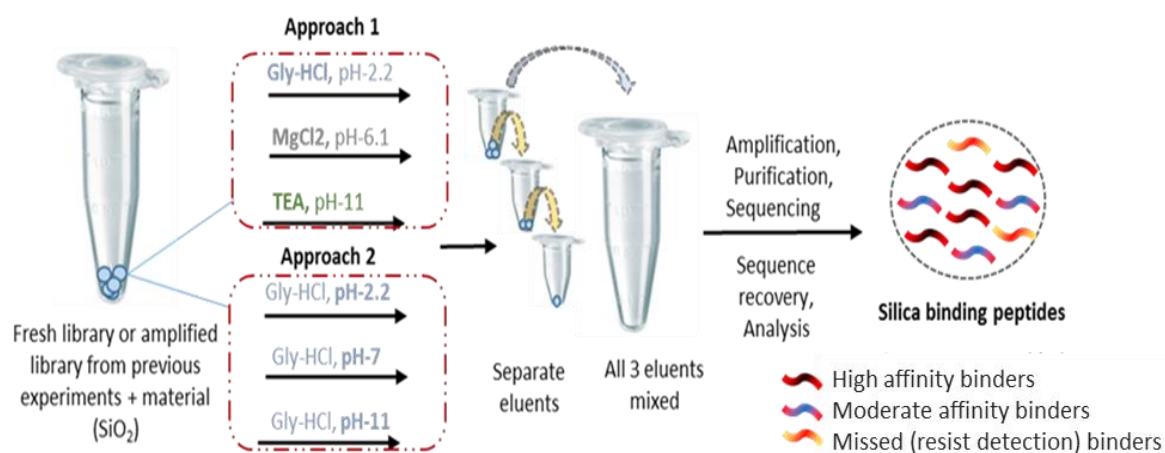 Approach 1
Gly-HCl, pH-2.2
MgCl2, pH-6.1
TEA, pH-11
Approach 2
Gly-HCl, pH-2.2
Gly-HCl, pH-7
Gly-HCl, pH-11
Fresh library or amplified
library from previous
experiments + material
(SiO₂)
Separate
eluents
All 3 eluents
mixed
Amplification,
Purification,
Sequencing
Sequence
recovery,
Analysis
Silica binding peptides
High affinity binders
Moderate affinity binders
Missed (resist detection) binders